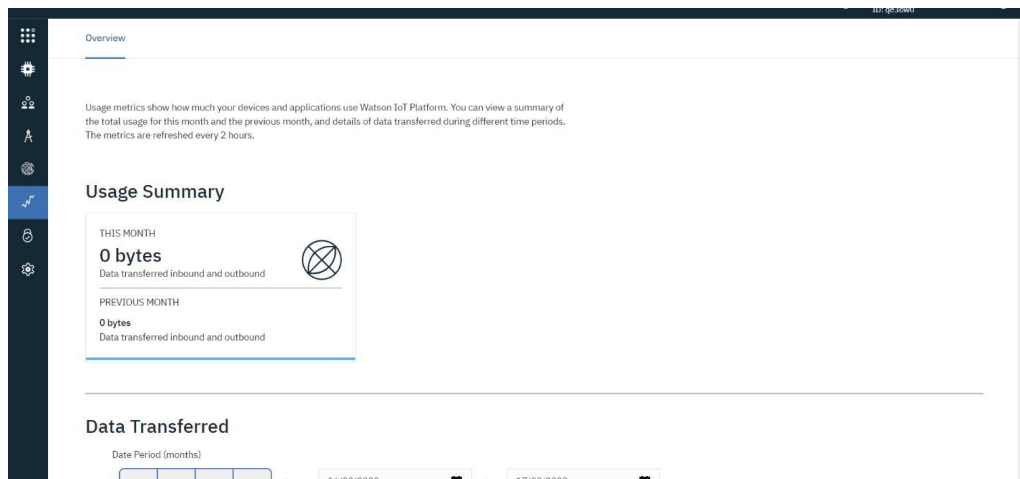 Overview
Usage metrics show how much your devices and applications use Watson IoT Platform. You can view a summary of
the total usage for this month and the previous month, and details of data transferred during different time periods.
The metrics are refreshed every 2 hours.
Usage Summary
THIS MONTH
0 bytes
Data transferred inbound and outbound
PREVIOUS MONTH
0 bytes
Data transferred inbound and outbound
Data Transferred
Date Period (months)